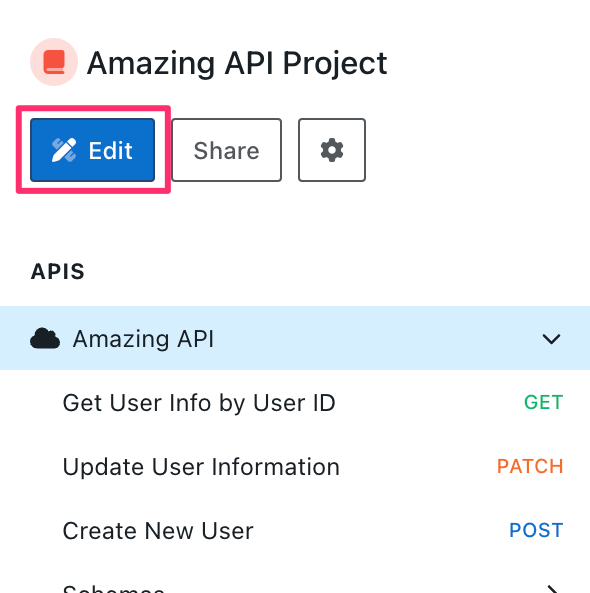 Amazing API Project
Edit Share
APIS
Amazing API
Get User Info by User ID GET
Update User Information PATCH
Create New User POST
Schemas